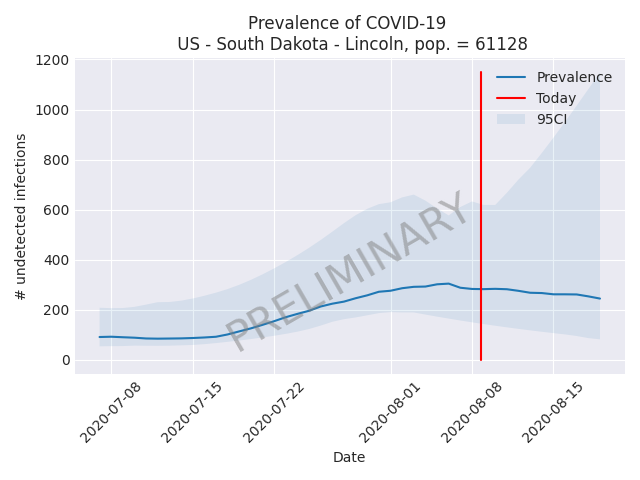 Prevalence of COVID-19
US - South Dakota - Lincoln, pop. = 61128
1200
1000
800
600
400
200
0
# undetected infections
Prevalence
Today
95CI
PRELIMINARY
2020-07-08
2020-07-15
2020-07-22
2020-08-01
2020-08-08
2020-08-15
Date